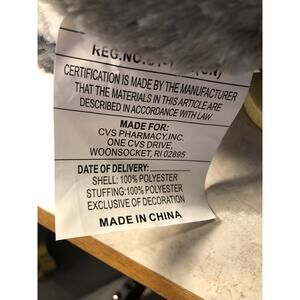 REG.NO.
CERTIFICATION IS MADE BY THE MANUFACTURER
THAT THE MATERIALS IN THIS ARTICLE ARE
DESCRIBED IN ACCORDANCE WITH LAW
MADE FOR:
CVS PHARMACY,INC.
ONE CVS DRIVE,
WOONSOCKET, RI 02895
DATE OF DELIVERY:
SHELL: 100% POLYESTER
STUFFING:100% POLYESTER
EXCLUSIVE OF DECORATION
MADE IN CHINA